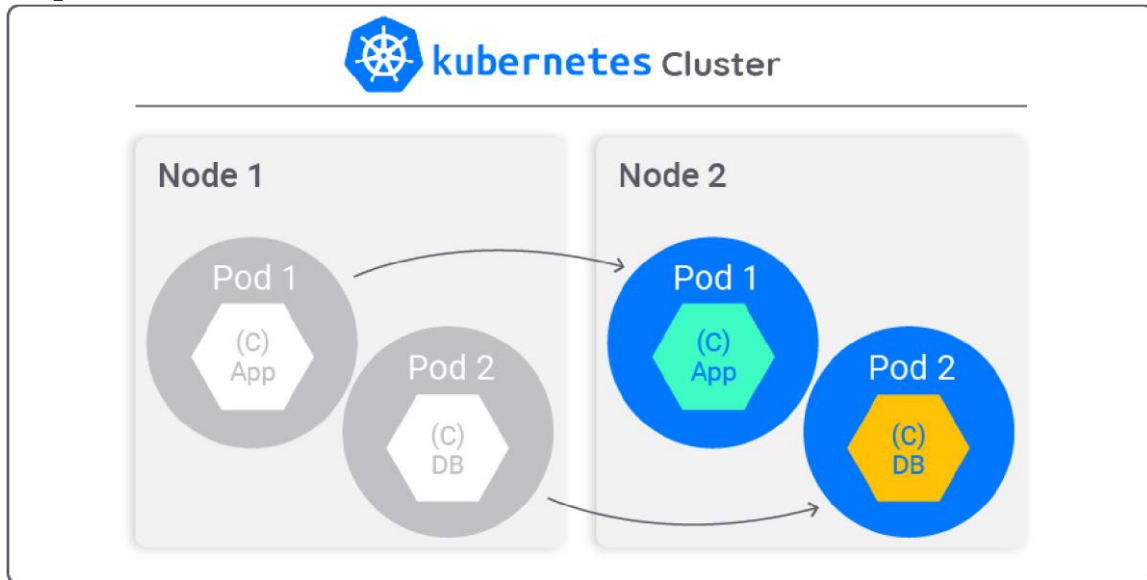 kubernetes Cluster
Node 1
Pod 1
(C)
App
Pod 2
(C)
DB
Node 2
Pod 1
(C)
App
Pod 2
(C)
DB